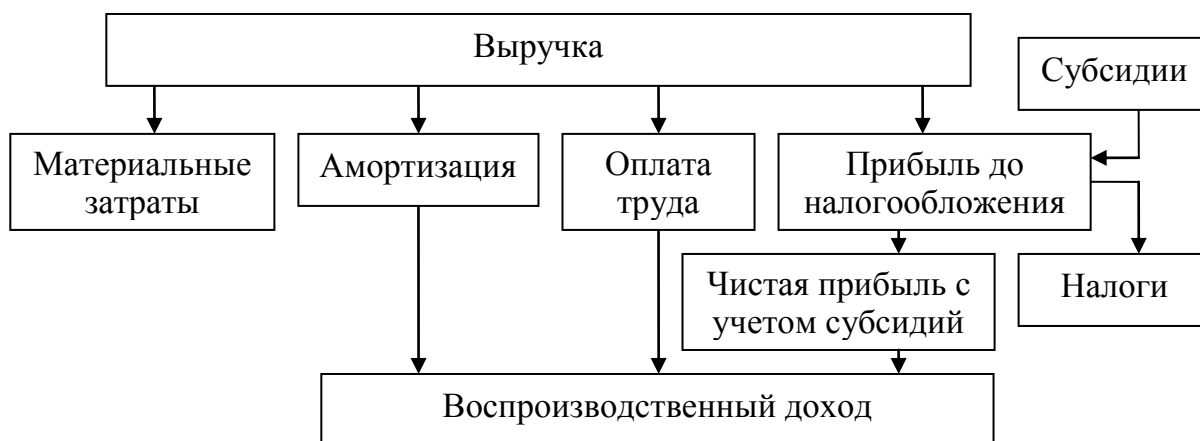 Выручка
Субсидии
Материальные
затраты
Амортизация
Оплата
труда
Прибыль до
налогообложения
Чистая прибыль с
учетом субсидий
Налоги
Воспроизводственный доход